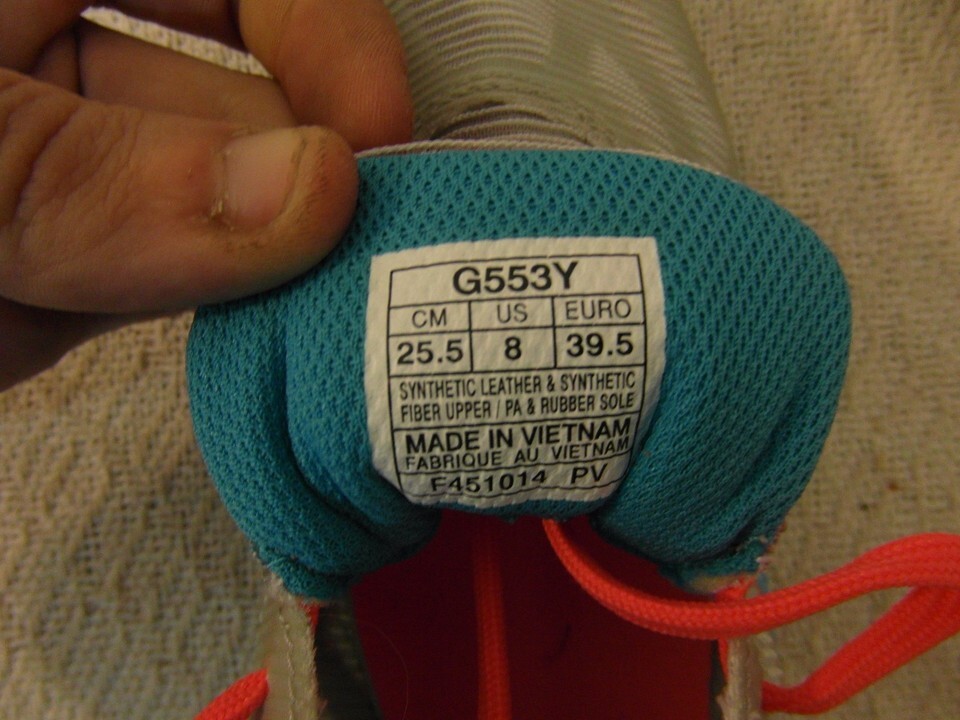 G553Y
CM US EURO
25.5 8 39.5
SYNTHETIC LEATHER & SYNTHETIC
FIBER UPPER / PA & RUBBER SOLE
MADE IN VIETNAM
FABRIQUE AU VIETNAM
F451014 PV